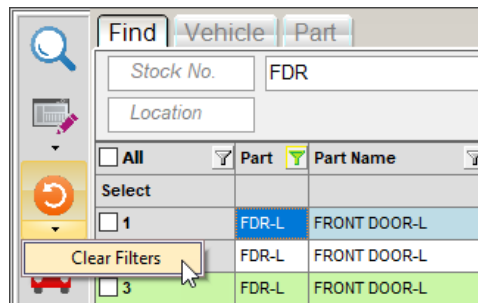 Find Vehicle Part
Stock No. FDR
Location
All Part Part Name
Select
1 FDR-L FRONT DOOR-L
Clear Filters FDR-L FRONT DOOR-L
3 FDR-L FRONT DOOR-L